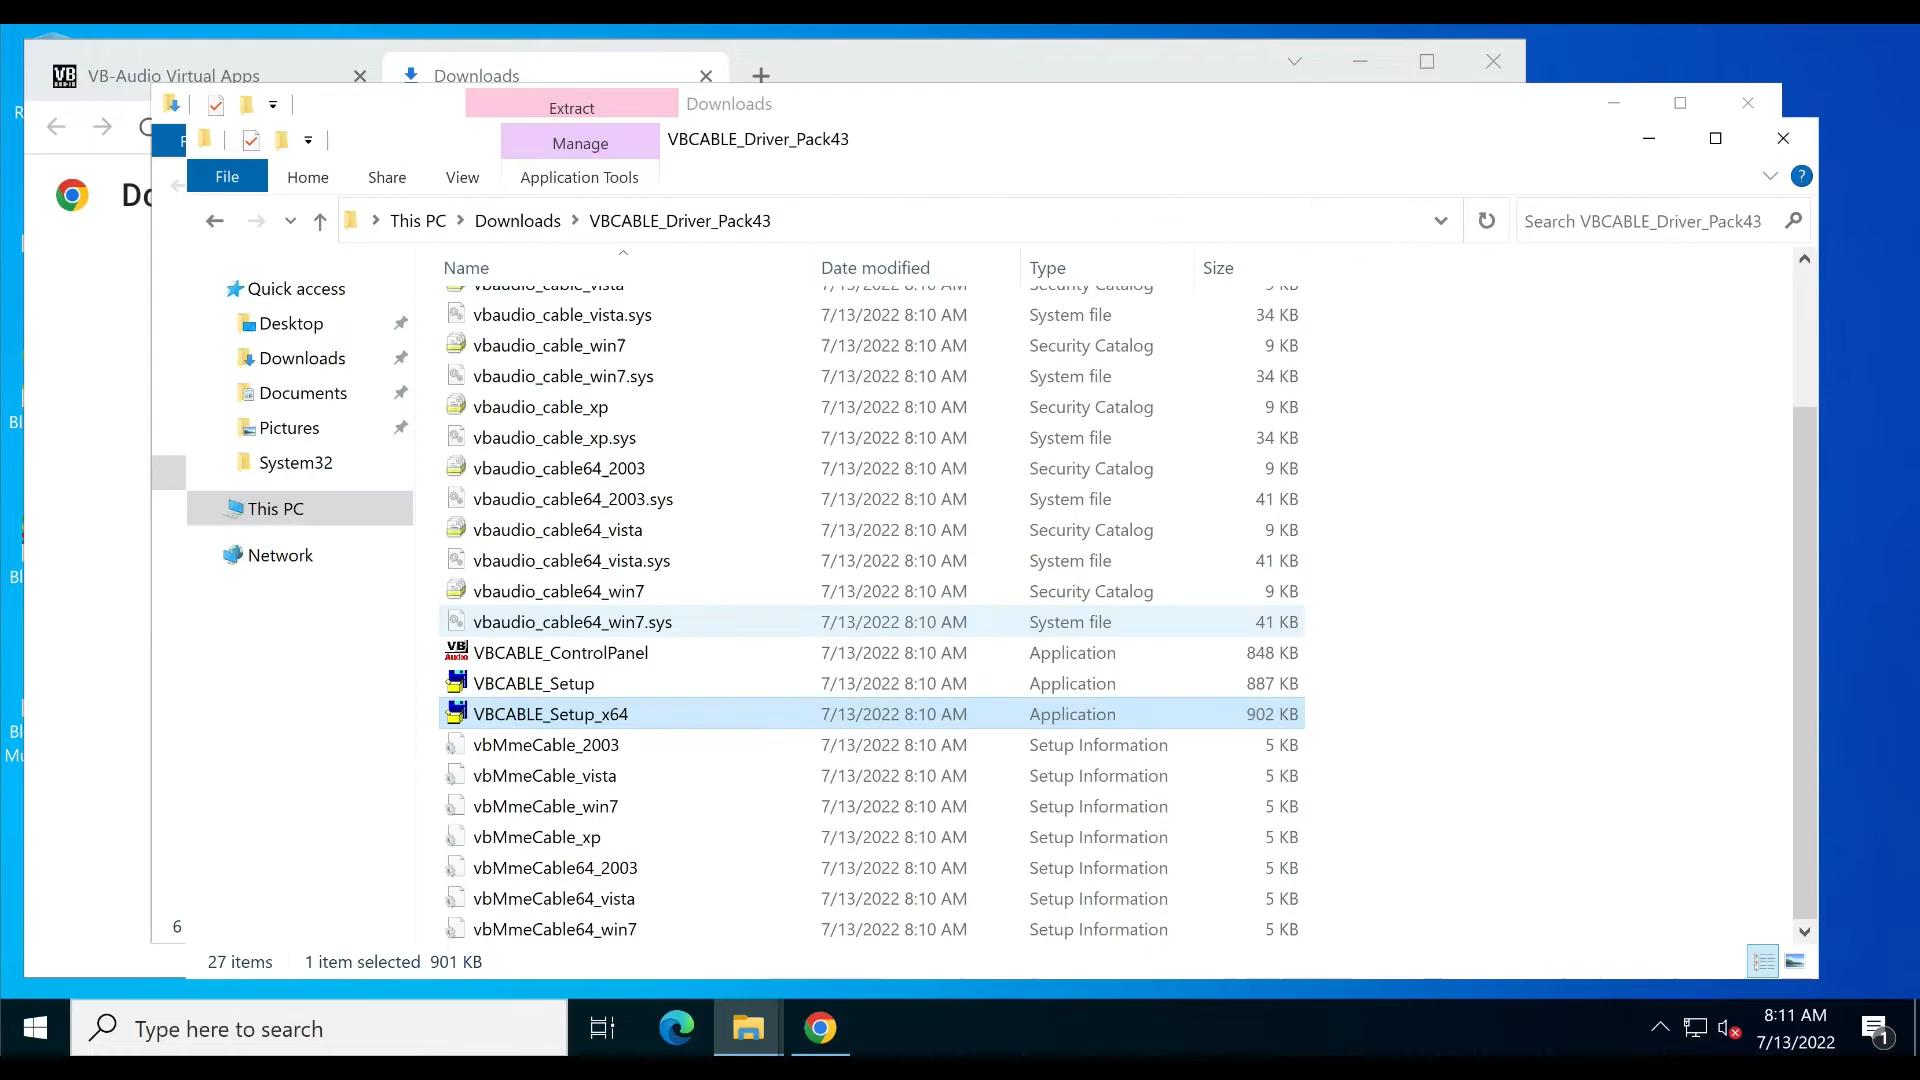 VB-Audio Virtual Apps
Downloads
Extract
Downloads
Manage
VBCABLE_Driver_Pack43
File
Home
Share
View
Application Tools
?
This PC
Downloads
VBCABLE_Driver_Pack43
Search VBCABLE_Driver_Pack43
Name
Date modified
Type
Size
Quick access
Desktop
Downloads
Documents
Pictures
System32
This PC
Network
vbaudio_cable_vista 7/13/2022 8:10 AM Security Catalog 9 KB
vbaudio_cable_vista.sys 7/13/2022 8:10 AM System file 34 KB
vbaudio_cable_win7 7/13/2022 8:10 AM Security Catalog 9 KB
vbaudio_cable_win7.sys 7/13/2022 8:10 AM System file 34 KB
vbaudio_cable_xp 7/13/2022 8:10 AM Security Catalog 9 KB
vbaudio_cable_xp.sys 7/13/2022 8:10 AM System file 34 KB
vbaudio_cable64_2003 7/13/2022 8:10 AM Security Catalog 9 KB
vbaudio_cable64_2003.sys 7/13/2022 8:10 AM System file 41 KB
vbaudio_cable64_vista 7/13/2022 8:10 AM Security Catalog 9 KB
vbaudio_cable64_vista.sys 7/13/2022 8:10 AM System file 41 KB
vbaudio_cable64_win7 7/13/2022 8:10 AM Security Catalog 9 KB
vbaudio_cable64_win7.sys 7/13/2022 8:10 AM System file 41 KB
VBCABLE_ControlPanel 7/13/2022 8:10 AM Application 848 KB
VBCABLE_Setup 7/13/2022 8:10 AM Application 887 KB
VBCABLE_Setup_x64 7/13/2022 8:10 AM Application 902 KB
vbMmeCable_2003 7/13/2022 8:10 AM Setup Information 5 KB
vbMmeCable_vista 7/13/2022 8:10 AM Setup Information 5 KB
vbMmeCable_win7 7/13/2022 8:10 AM Setup Information 5 KB
vbMmeCable_xp 7/13/2022 8:10 AM Setup Information 5 KB
vbMmeCable64_2003 7/13/2022 8:10 AM Setup Information 5 KB
vbMmeCable64_vista 7/13/2022 8:10 AM Setup Information 5 KB
vbMmeCable64_win7 7/13/2022 8:10 AM Setup Information 5 KB
6
27 items
1 item selected 901 KB
Type here to search
8:11 AM
7/13/2022
1